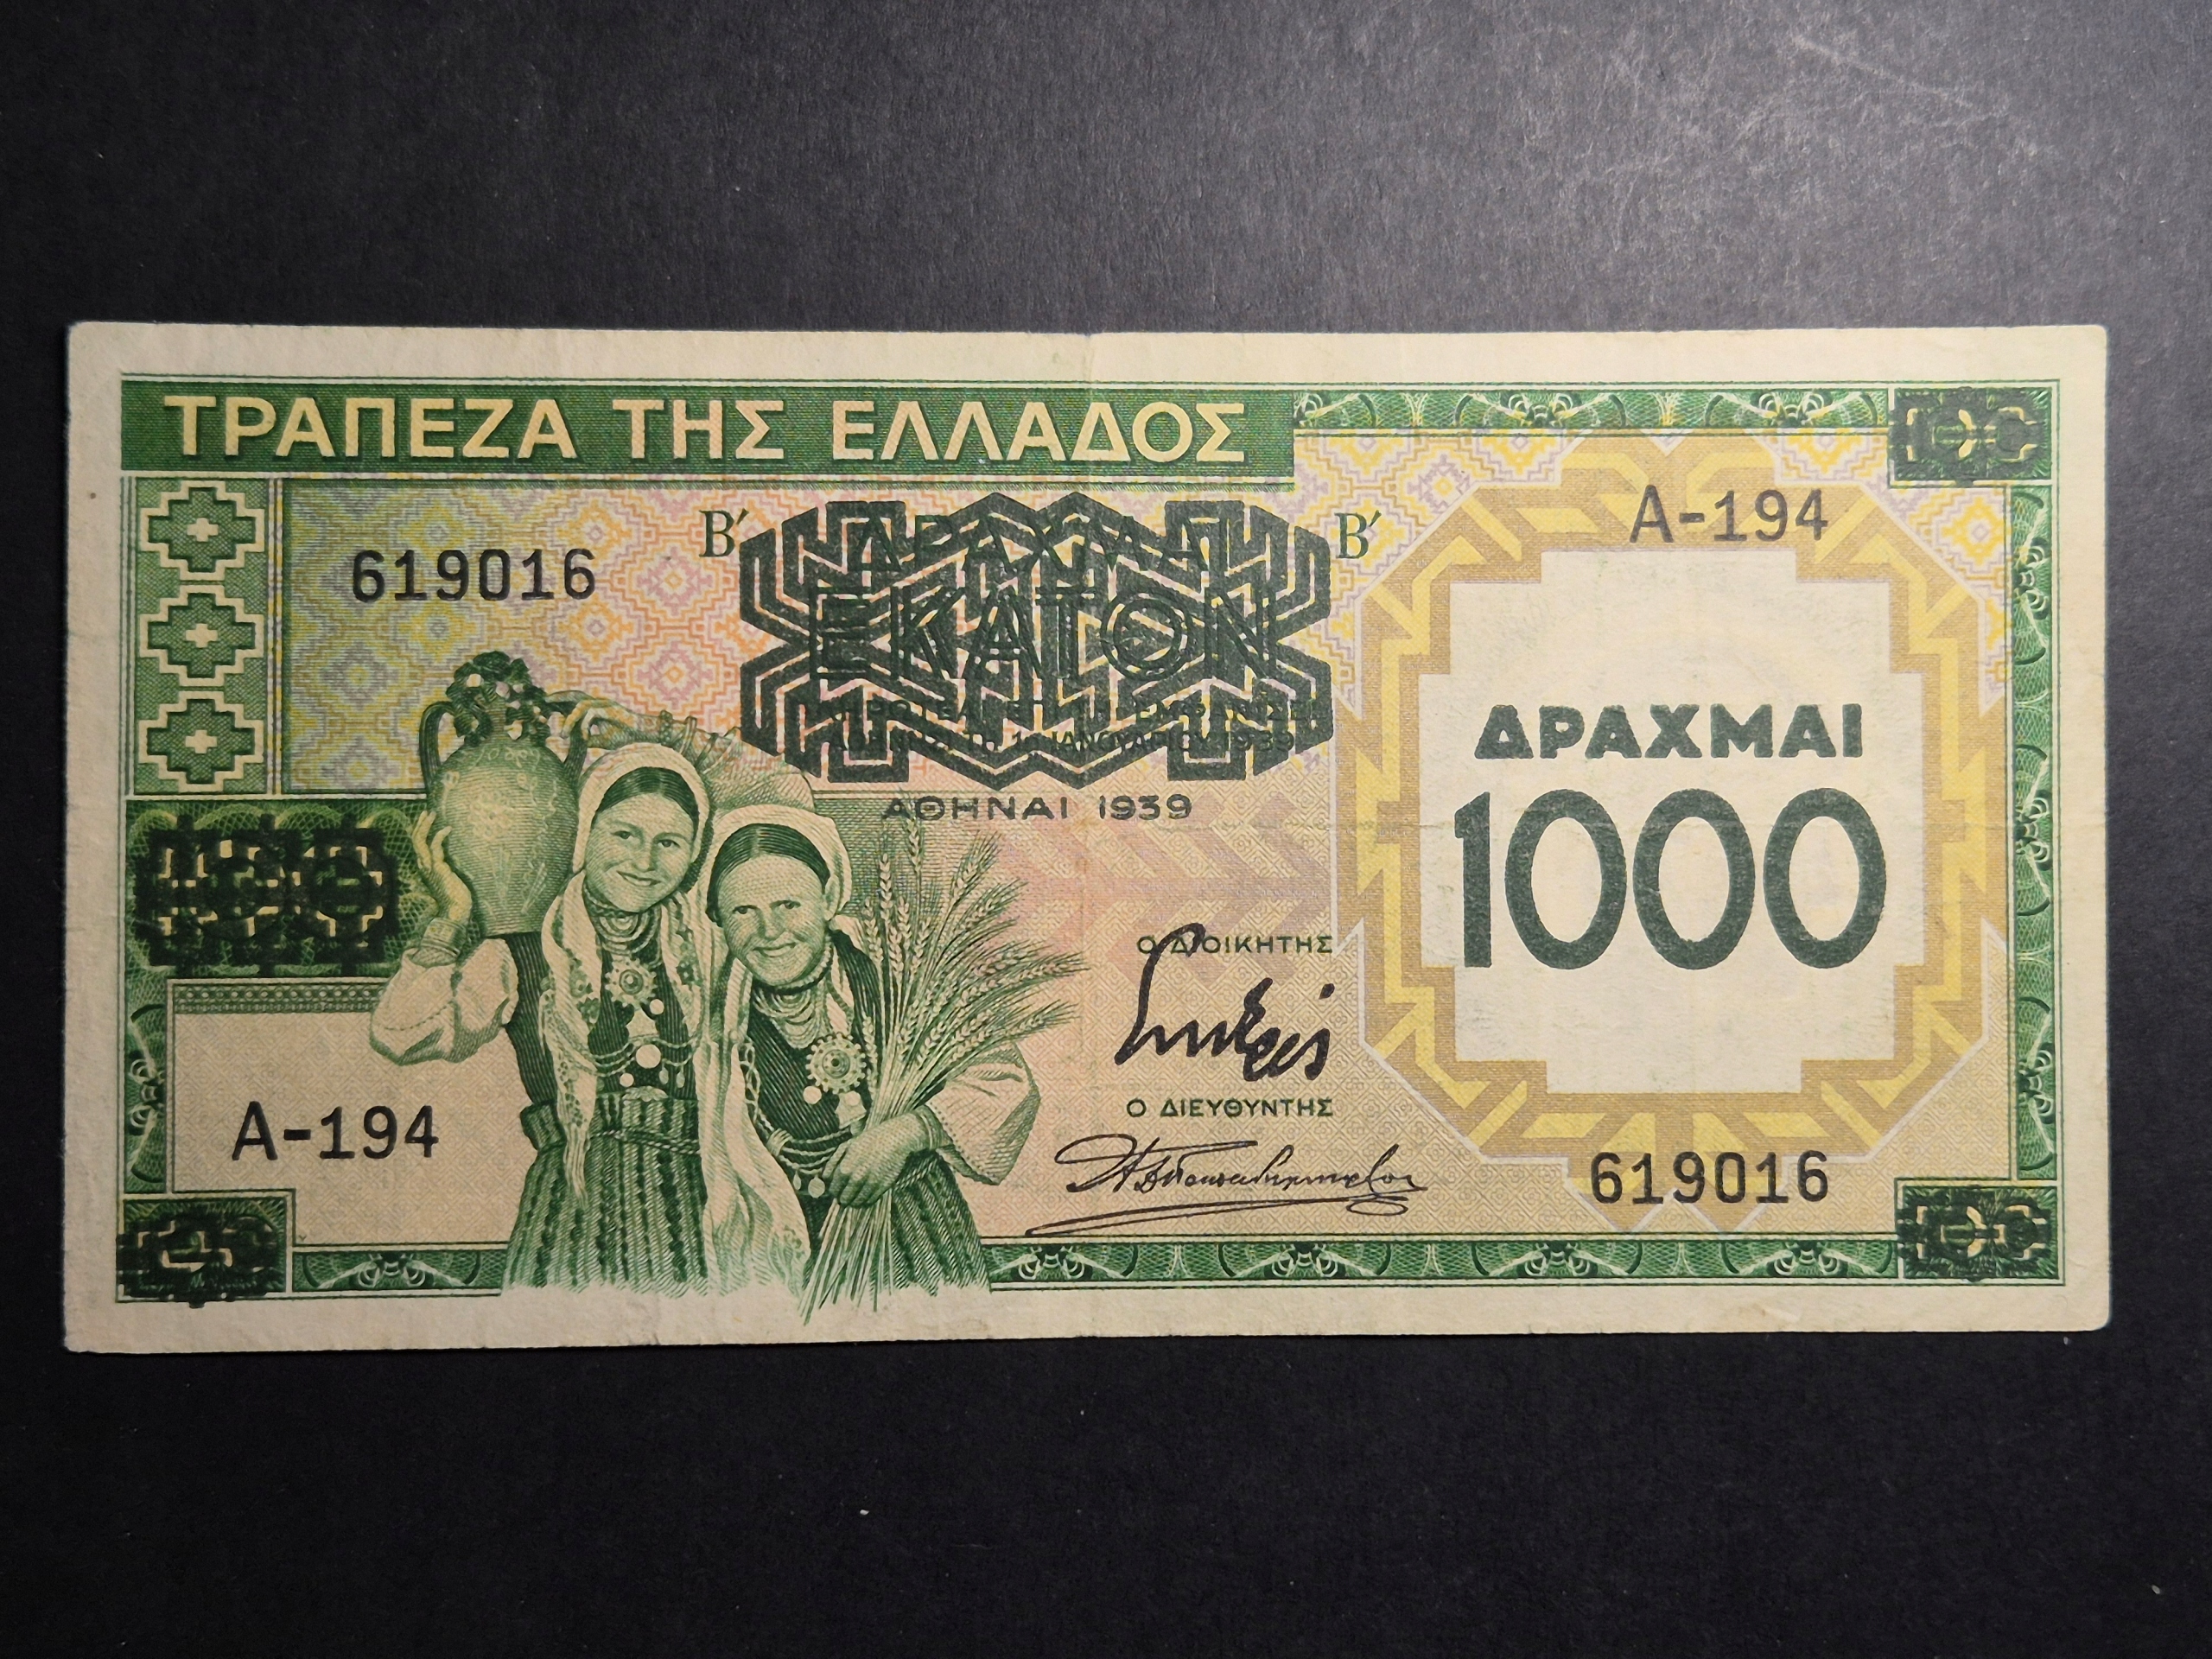 ΤΡΑΠΕΖΑ ΤΗΣ ΕΛΛΑΔΟΣ
Α-194
Β΄ ΔΡΑΧΜΑΙ Β΄
619016
ΕΚΑΤΟΝ
ΑΘΗΝΑΙ 1939
ΔΡΑΧΜΑΙ
1000
Ο ΔΙΟΙΚΗΤΗΣ
Ο ΔΙΕΥΘΥΝΤΗΣ
Α-194
619016